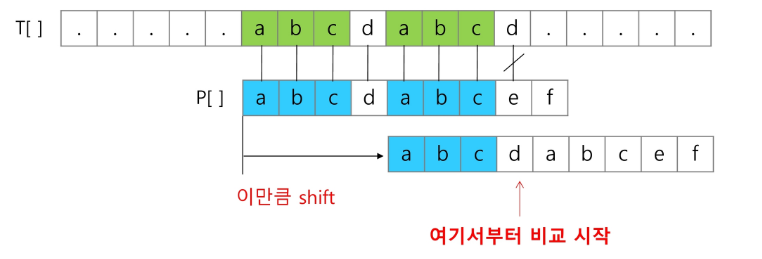 T[ ] . . . . . a b c d a b c d . . . . .
P[ ] a b c d a b c e f
a b c d a b c e f
이만큼 shift
여기서부터 비교 시작